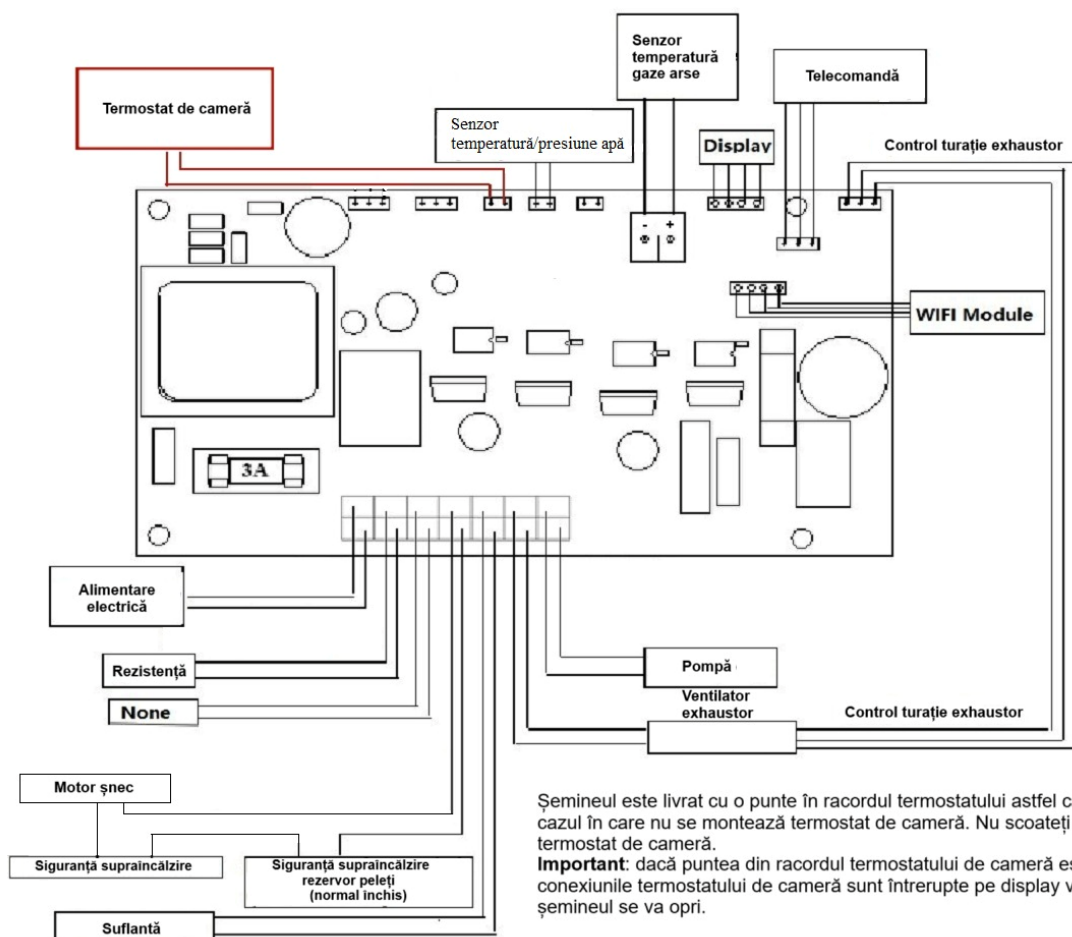 Senzor
temperatură
gaze arse
Telecomandă
Termostat de cameră
Senzor
temperatură/presiune apă
Display
Control turație exhaustor
- +
WIFI Module
3A
Alimentare
electrică
Rezistență
None
Pompă
Ventilator
exhaustor
Control turație exhaustor
Motor șnec
Siguranță supraîncălzire
Siguranță supraîncălzire
rezervor peleți
(normal închis)
Suflantă
Șemineul este livrat cu o punte în racordul termostatului astfel c
cazul în care nu se montează termostat de cameră. Nu scoateți
termostat de cameră.
Important: dacă puntea din racordul termostatului de cameră es
conexiunile termostatului de cameră sunt întrerupte pe display v
șemineul se va opri.